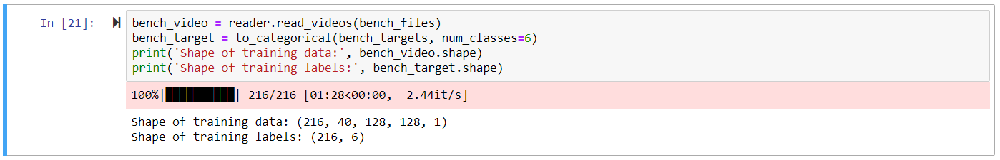 In [21]:
bench_video = reader.read_videos(bench_files)
bench_target = to_categorical(bench_targets, num_classes=6)
print('Shape of training data:', bench_video.shape)
print('Shape of training labels:', bench_target.shape)
100%|██████████| 216/216 [01:28<00:00,  2.44it/s]
Shape of training data: (216, 40, 128, 128, 1)
Shape of training labels: (216, 6)